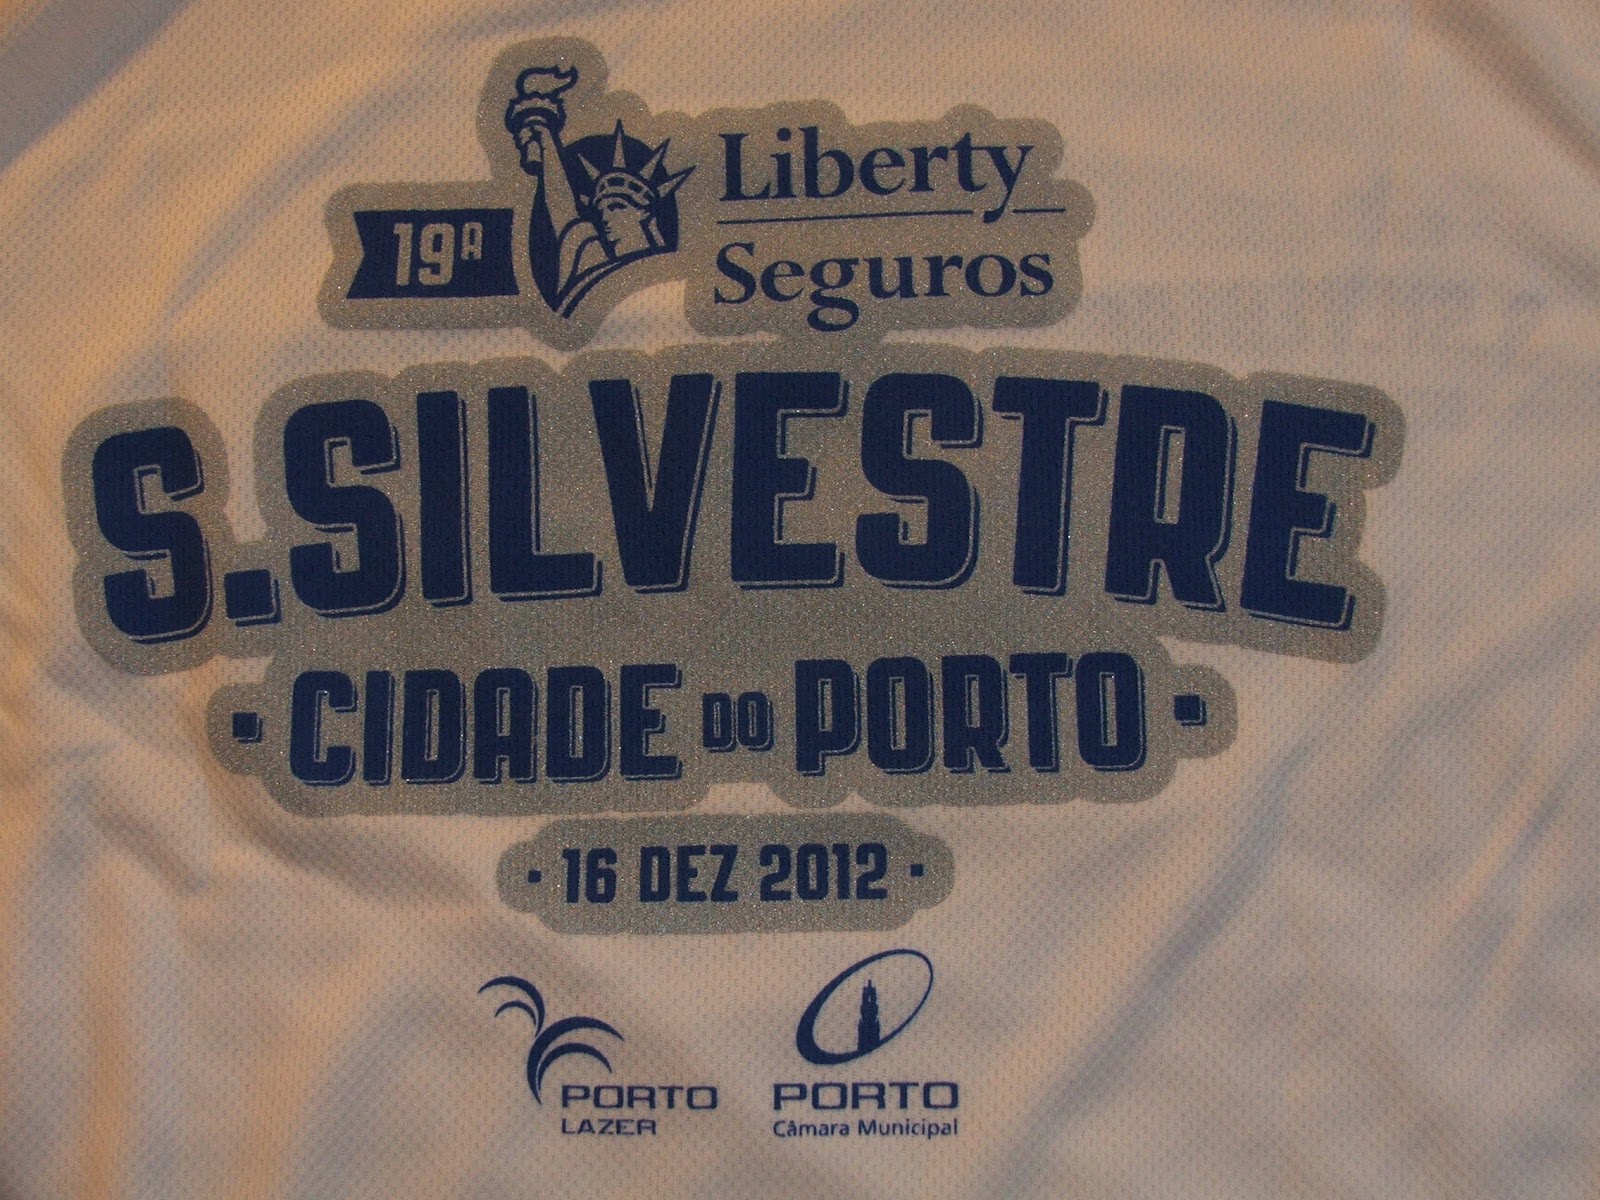 19ª Liberty
Seguros
S.SILVESTRE
· CIDADE DO PORTO ·
· 16 DEZ 2012 ·
PORTO
LAZER
PORTO
Câmara Municipal